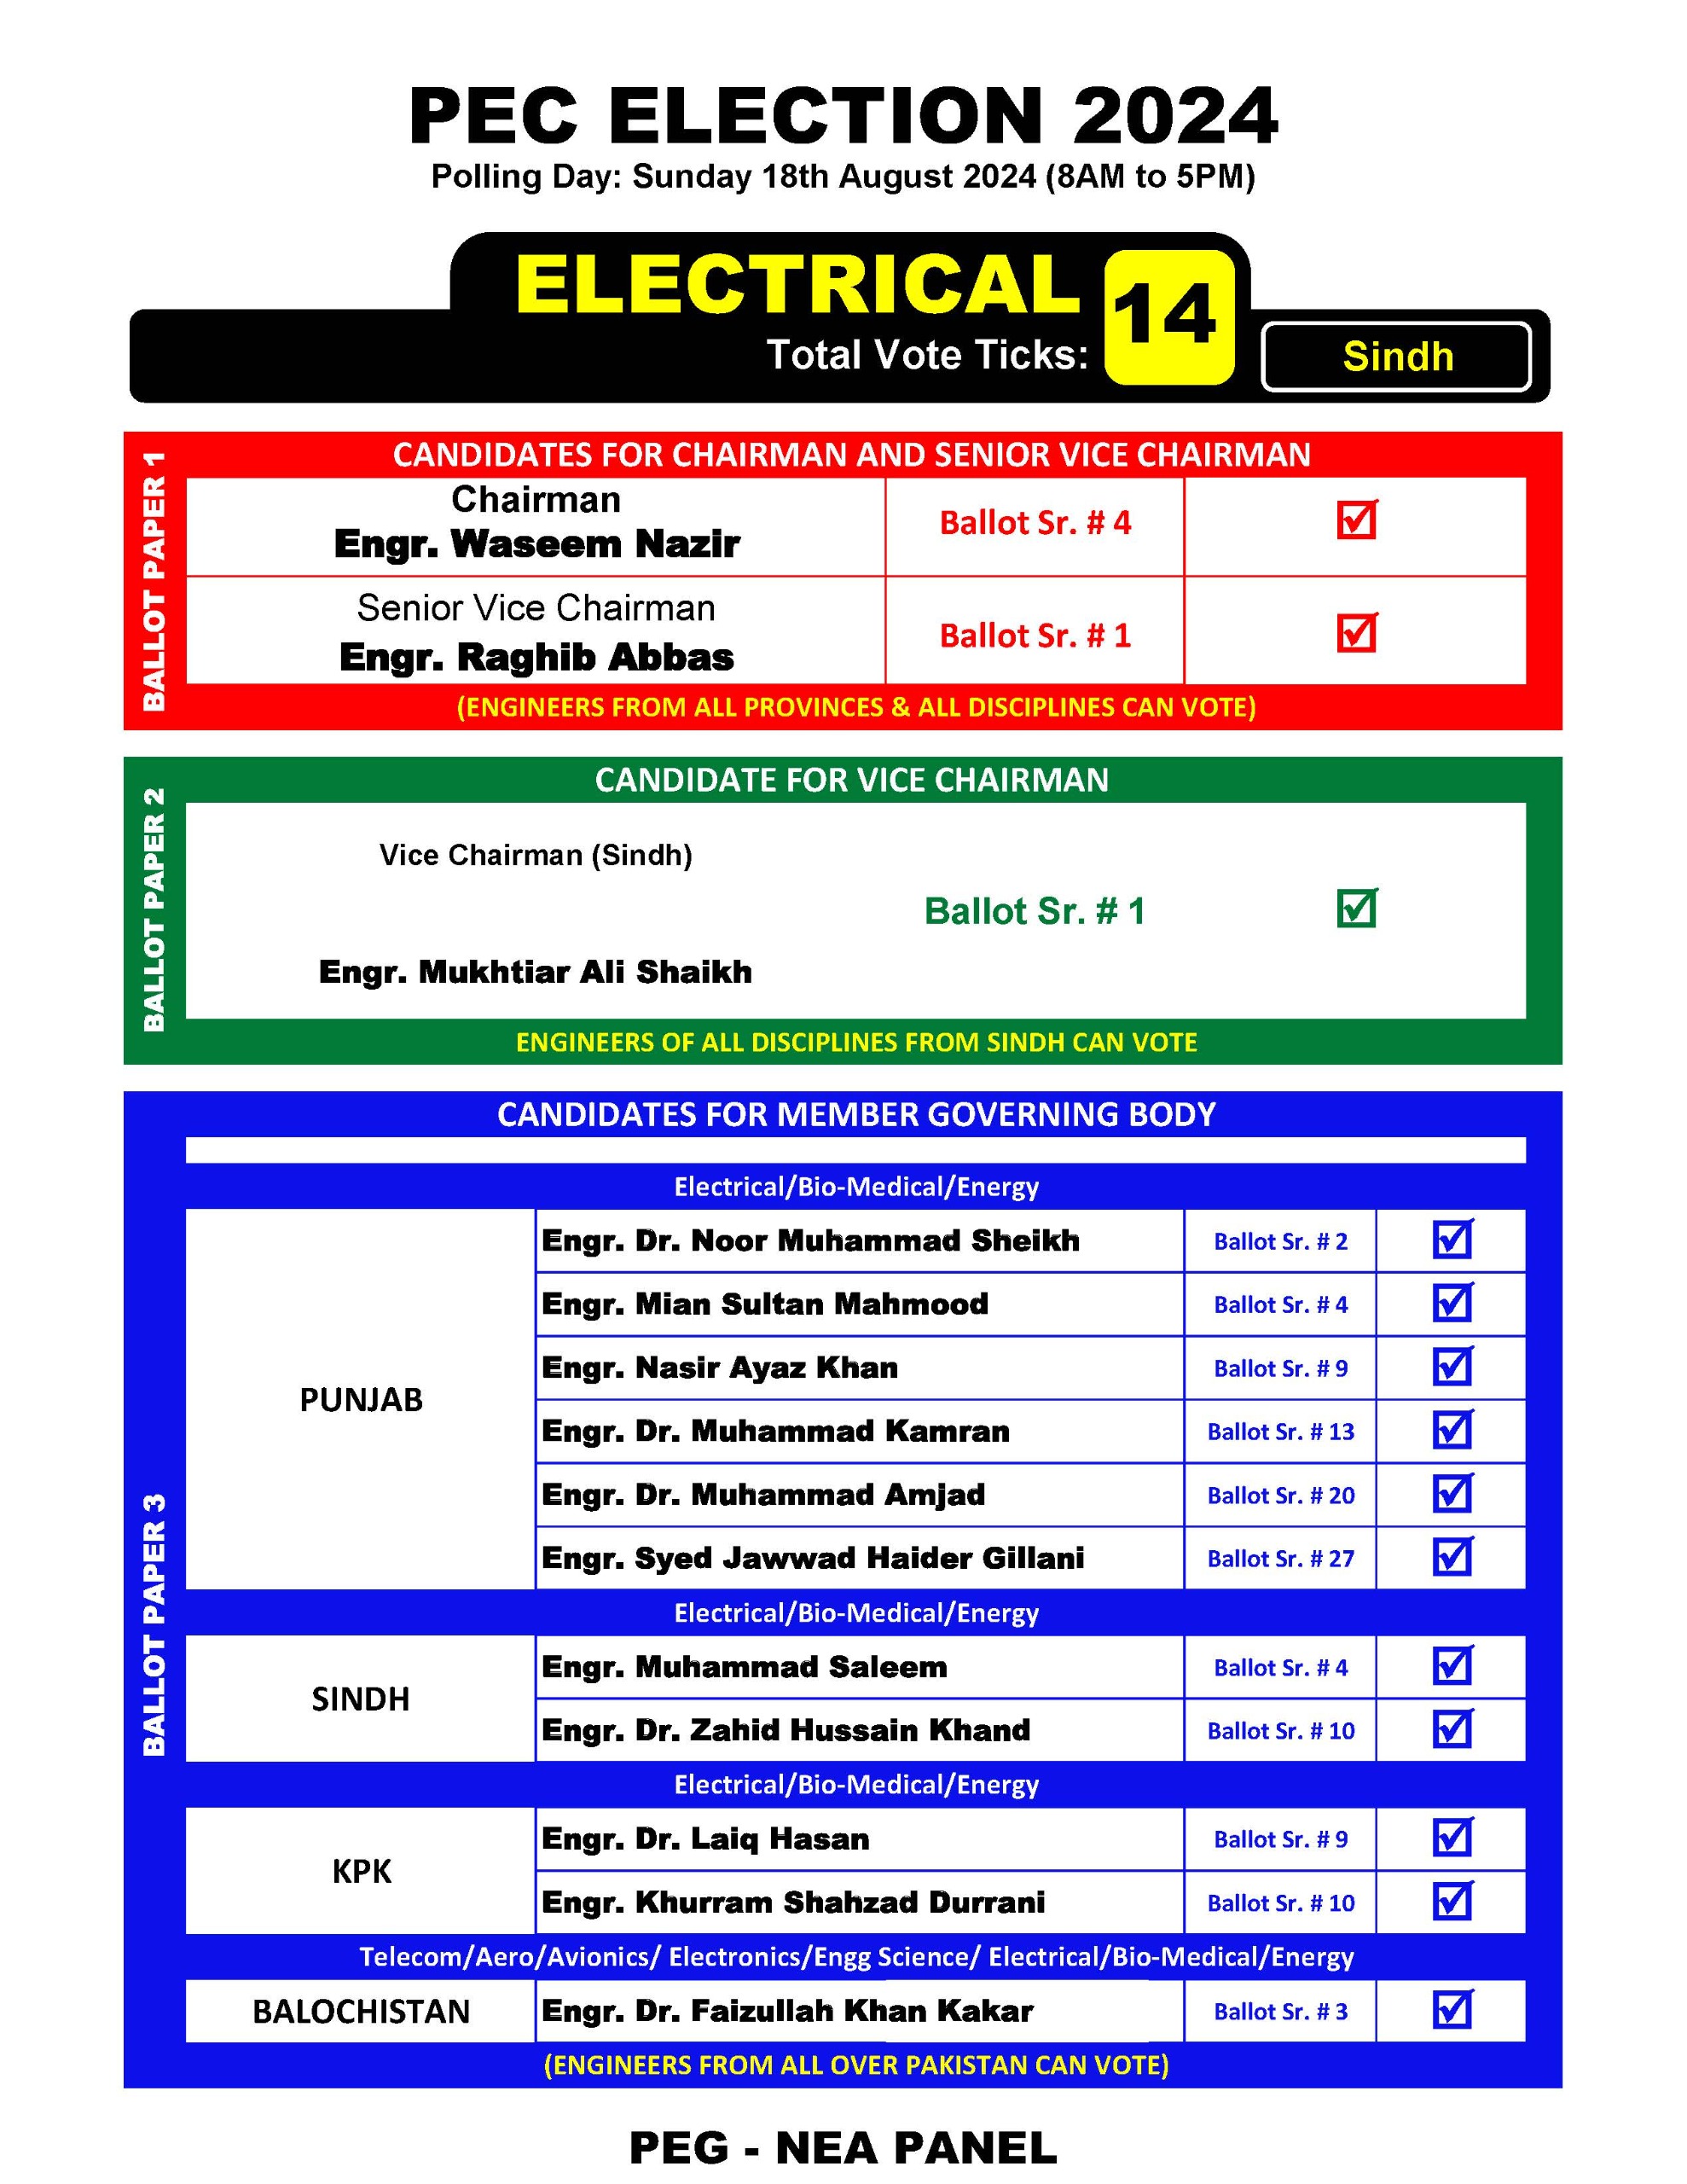 PEC ELECTION 2024
Polling Day: Sunday 18th August 2024 (8AM to 5PM)
ELECTRICAL
Total Vote Ticks:
14
Sindh
BALLOT PAPER 1
CANDIDATES FOR CHAIRMAN AND SENIOR VICE CHAIRMAN
Chairman
Engr. Waseem Nazir
Ballot Sr. # 4
Senior Vice Chairman
Engr. Raghib Abbas
Ballot Sr. # 1
(ENGINEERS FROM ALL PROVINCES & ALL DISCIPLINES CAN VOTE)
BALLOT PAPER 2
CANDIDATE FOR VICE CHAIRMAN
Vice Chairman (Sindh)
Ballot Sr. # 1
Engr. Mukhtiar Ali Shaikh
ENGINEERS OF ALL DISCIPLINES FROM SINDH CAN VOTE
BALLOT PAPER 3
CANDIDATES FOR MEMBER GOVERNING BODY
Electrical/Bio-Medical/Energy
PUNJAB
Engr. Dr. Noor Muhammad Sheikh Ballot Sr. # 2
Engr. Mian Sultan Mahmood Ballot Sr. # 4
Engr. Nasir Ayaz Khan Ballot Sr. # 9
Engr. Dr. Muhammad Kamran Ballot Sr. # 13
Engr. Dr. Muhammad Amjad Ballot Sr. # 20
Engr. Syed Jawwad Haider Gillani Ballot Sr. # 27
Electrical/Bio-Medical/Energy
SINDH
Engr. Muhammad Saleem Ballot Sr. # 4
Engr. Dr. Zahid Hussain Khand Ballot Sr. # 10
Electrical/Bio-Medical/Energy
KPK
Engr. Dr. Laiq Hasan Ballot Sr. # 9
Engr. Khurram Shahzad Durrani Ballot Sr. # 10
Telecom/Aero/Avionics/ Electronics/Engg Science/ Electrical/Bio-Medical/Energy
BALOCHISTAN Engr. Dr. Faizullah Khan Kakar Ballot Sr. # 3
(ENGINEERS FROM ALL OVER PAKISTAN CAN VOTE)
PEG - NEA PANEL